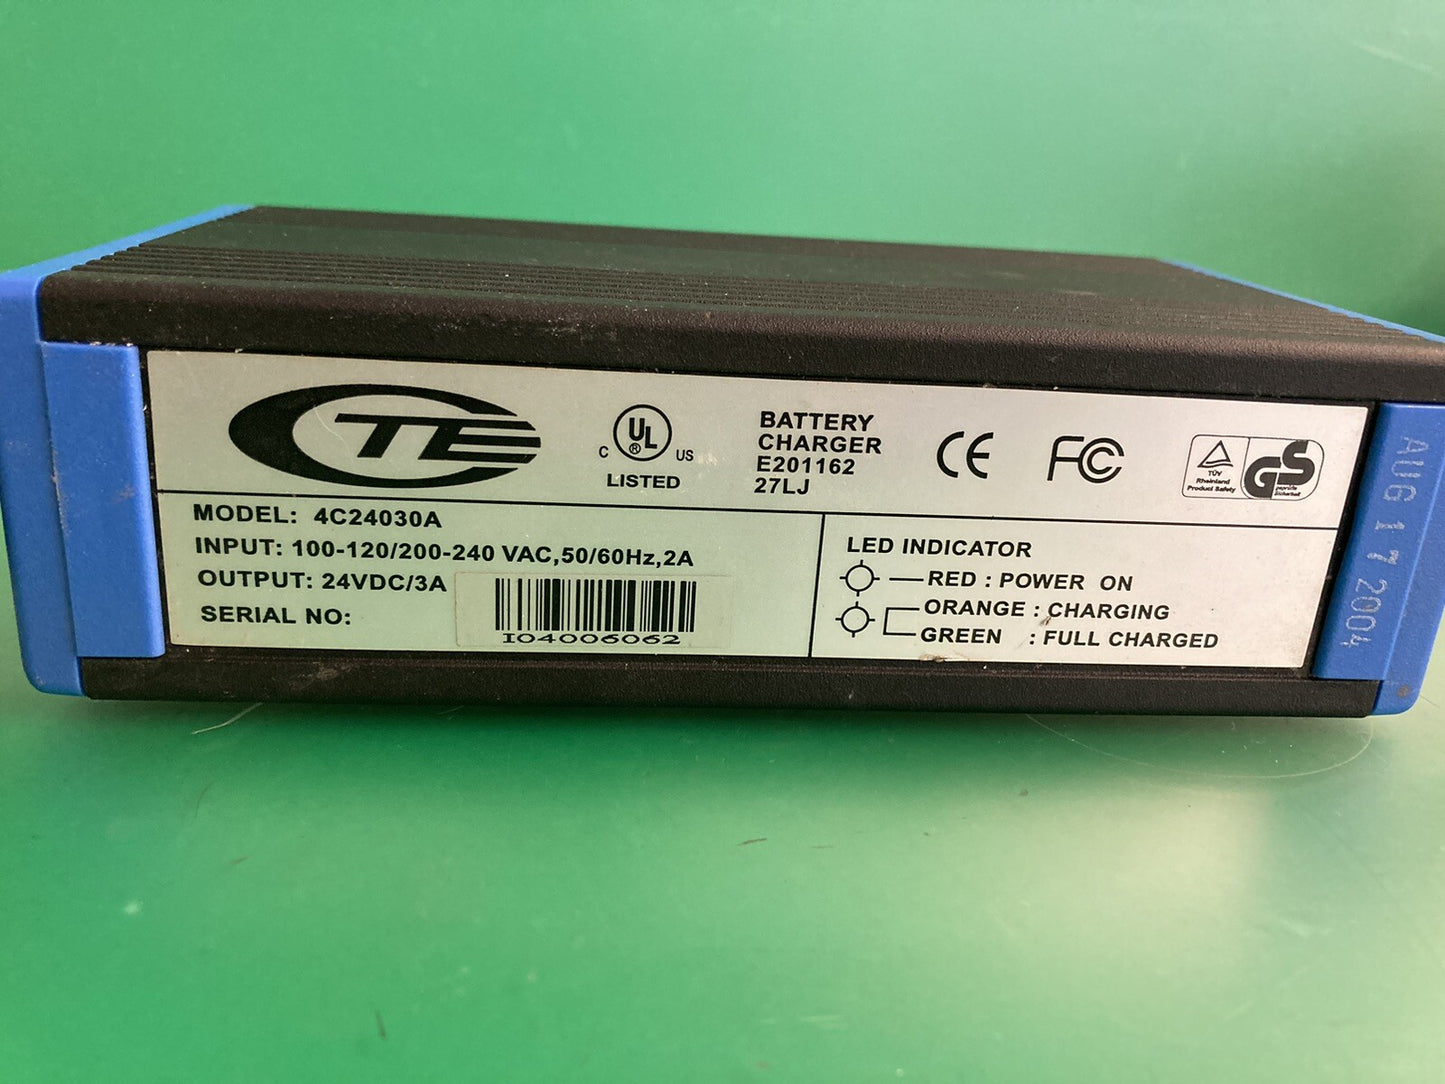 CTE
C UL ® US
LISTED
BATTERY
CHARGER
E201162
27LJ
CE
FC
TÜV
Rheinland
Product Safety
GS
geprüfte
Sicherheit
MODEL: 4C24030A
INPUT: 100-120/200-240 VAC,50/60Hz,2A
OUTPUT: 24VDC/3A
SERIAL NO:
I04006062
LED INDICATOR
RED : POWER ON
ORANGE : CHARGING
GREEN : FULL CHARGED
AUG 17 2004